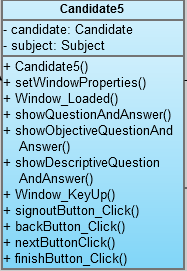 Candidate5
- candidate: Candidate
- subject: Subject
+ Candidate5()
+ setWindowProperties()
+ Window_Loaded()
+ showQuestionAndAnswer()
+ showObjectiveQuestionAnd
Answer()
+ showDescriptiveQuestion
AndAnswer()
+ Window_KeyUp()
+ signoutButton_Click()
+ backButton_Click()
+ nextButtonClick()
+ finishButton_Click()